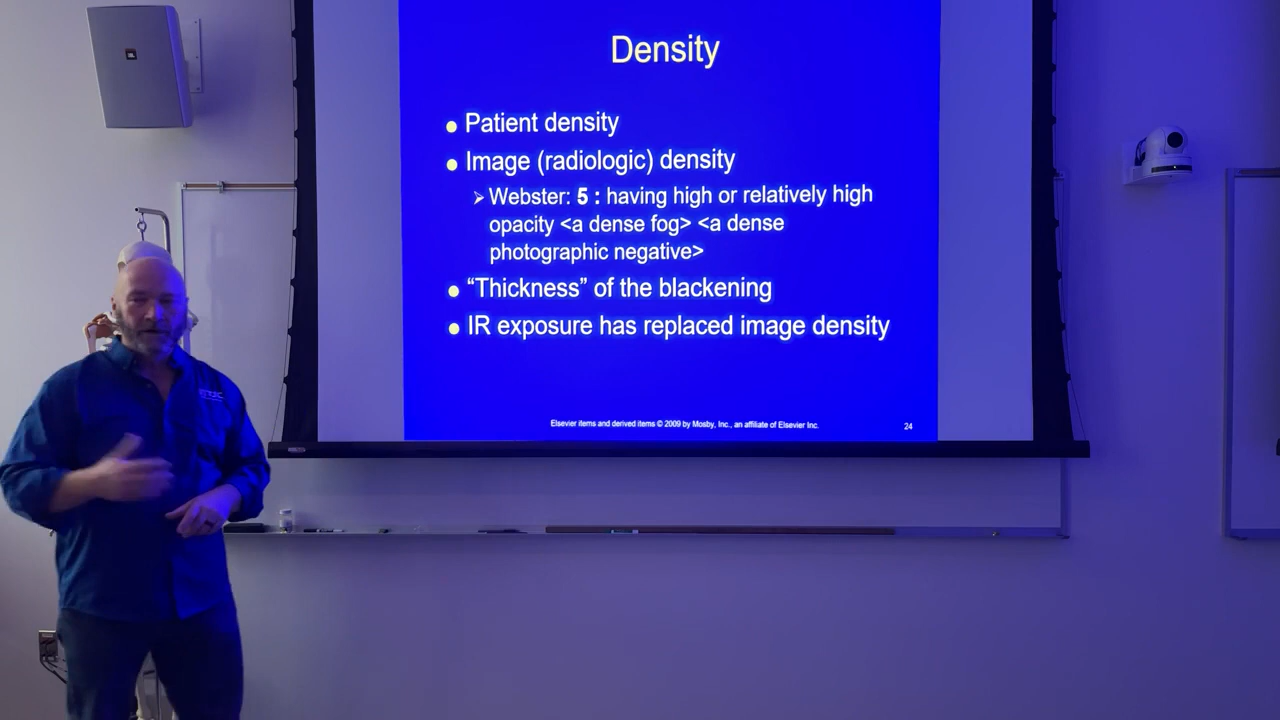 Density
• Patient density
• Image (radiologic) density
➢ Webster: 5 : having high or relatively high
opacity <a dense fog> <a dense
photographic negative>
• “Thickness” of the blackening
• IR exposure has replaced image density
Elsevier items and derived items © 2009 by Mosby, Inc., an affiliate of Elsevier Inc.
24
JBL